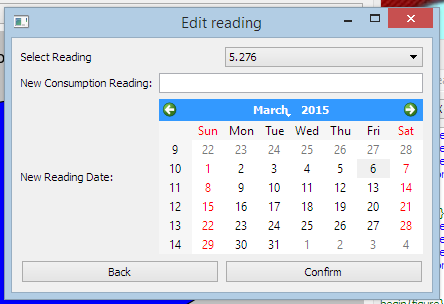 Edit reading
Select Reading 5.276
New Consumption Reading:
March, 2015
Sun Mon Tue Wed Thu Fri Sat
9 22 23 24 25 26 27 28
10 1 2 3 4 5 6 7
11 8 9 10 11 12 13 14
12 15 16 17 18 19 20 21
13 22 23 24 25 26 27 28
14 29 30 31 1 2 3 4
New Reading Date:
Back Confirm